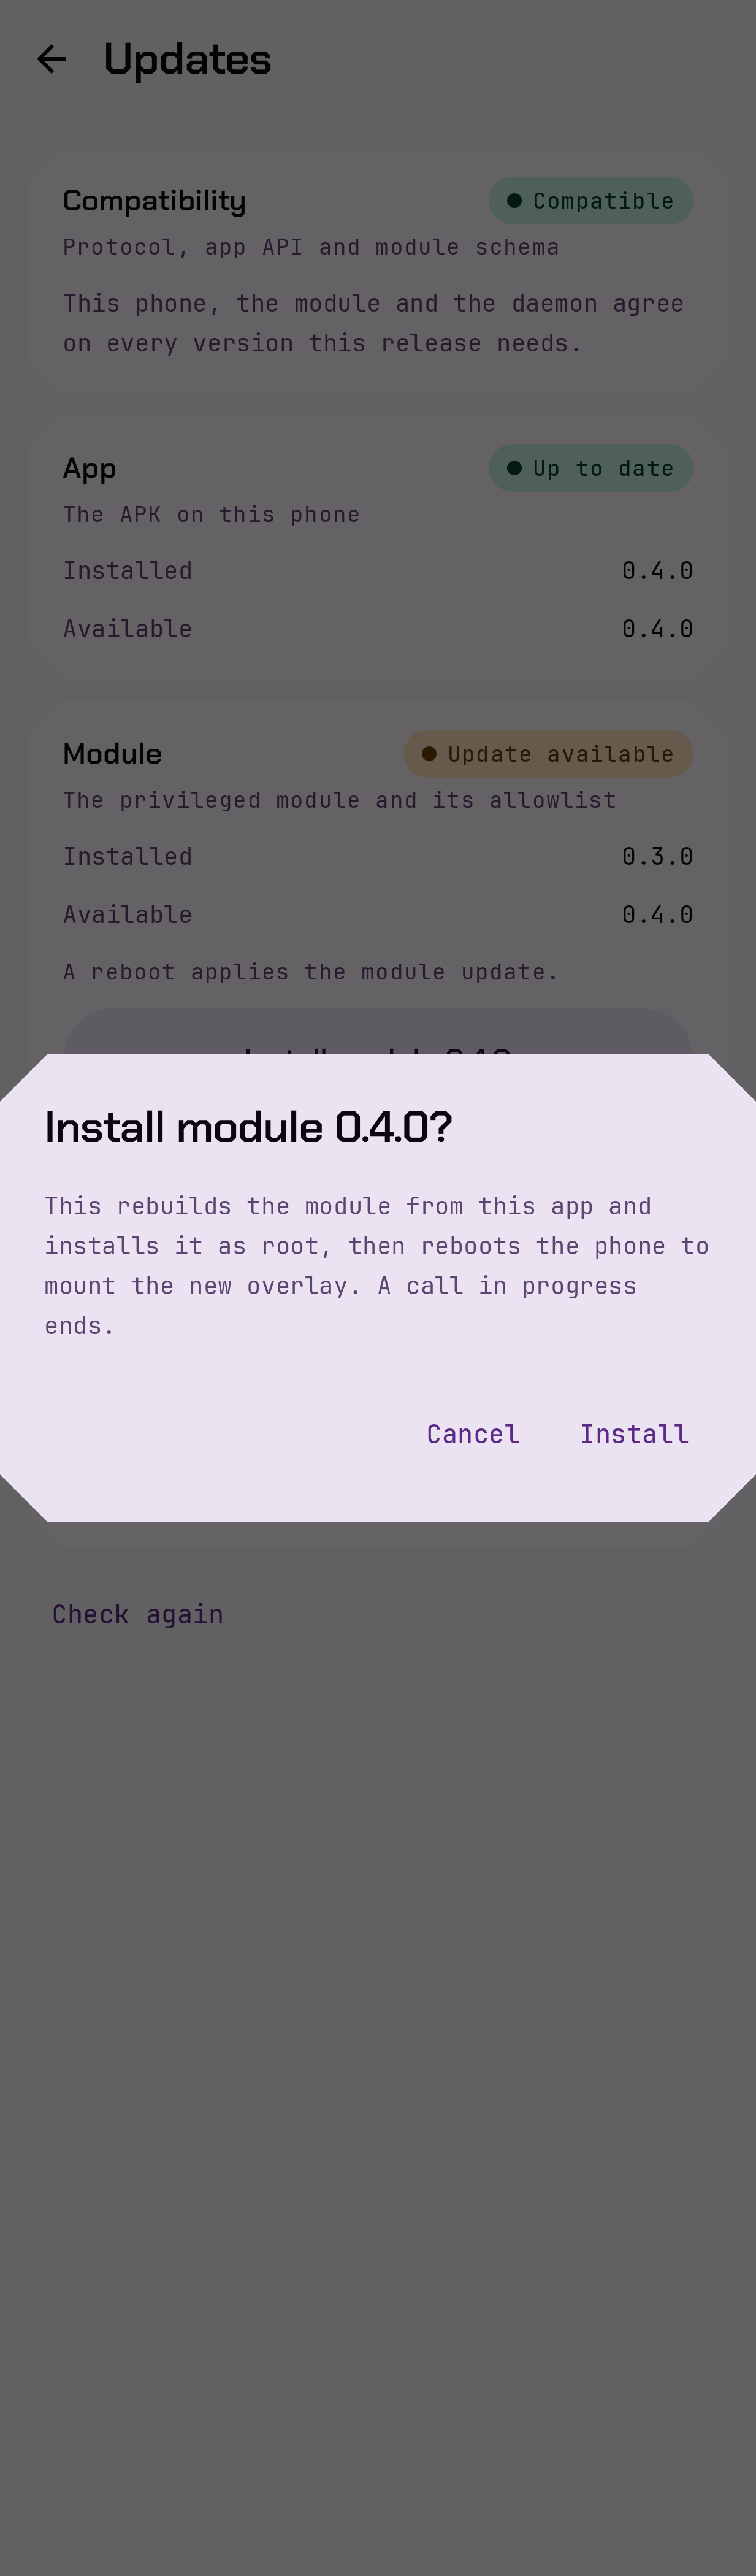 Updates
Compatibility
Compatible
Protocol, app API and module schema
This phone, the module and the daemon agree
on every version this release needs.
App
Up to date
The APK on this phone
Installed
0.4.0
Available
0.4.0
Module
Update available
The privileged module and its allowlist
Installed
0.3.0
Available
0.4.0
A reboot applies the module update.
Install module 0.4.0?
This rebuilds the module from this app and
installs it as root, then reboots the phone to
mount the new overlay. A call in progress
ends.
Cancel
Install
Check again